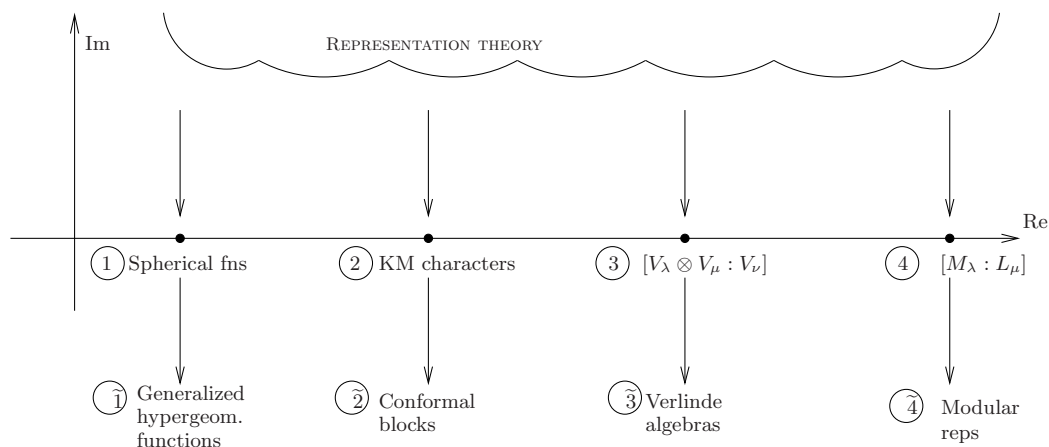 Im
REPRESENTATION THEORY
Re
1 Spherical fns
2 KM characters
3 [V_λ ⊗ V_μ : V_ν]
4 [M_λ : L_μ]
1̃ Generalized
hypergeom.
functions
2̃ Conformal
blocks
3̃ Verlinde
algebras
4̃ Modular
reps